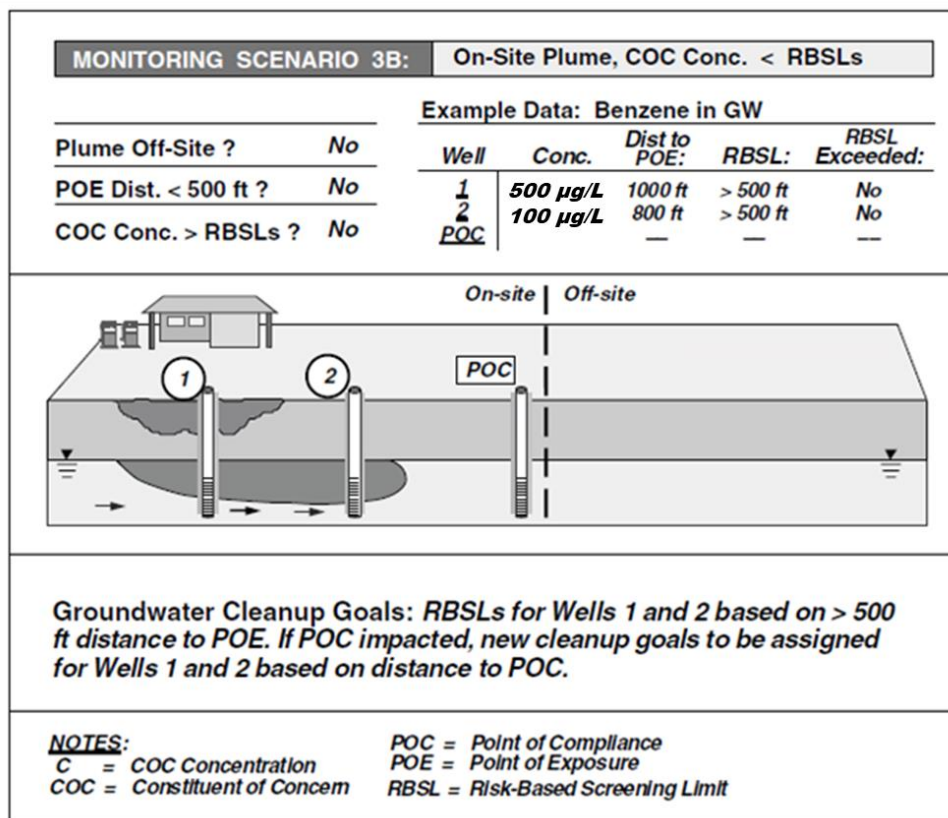 MONITORING SCENARIO 3B: On-Site Plume, COC Conc. < RBSLs
Example Data: Benzene in GW
Plume Off-Site ? No
POE Dist. < 500 ft ? No
COC Conc. > RBSLs ? No
Well Conc. Dist to POE: RBSL: RBSL Exceeded:
1 500 µg/L 1000 ft > 500 ft No
2 100 µg/L 800 ft > 500 ft No
POC — — —
On-site Off-site
1 2 POC
Groundwater Cleanup Goals: RBSLs for Wells 1 and 2 based on > 500
ft distance to POE. If POC impacted, new cleanup goals to be assigned
for Wells 1 and 2 based on distance to POC.
NOTES:
C = COC Concentration
COC = Constituent of Concern
POC = Point of Compliance
POE = Point of Exposure
RBSL = Risk-Based Screening Limit